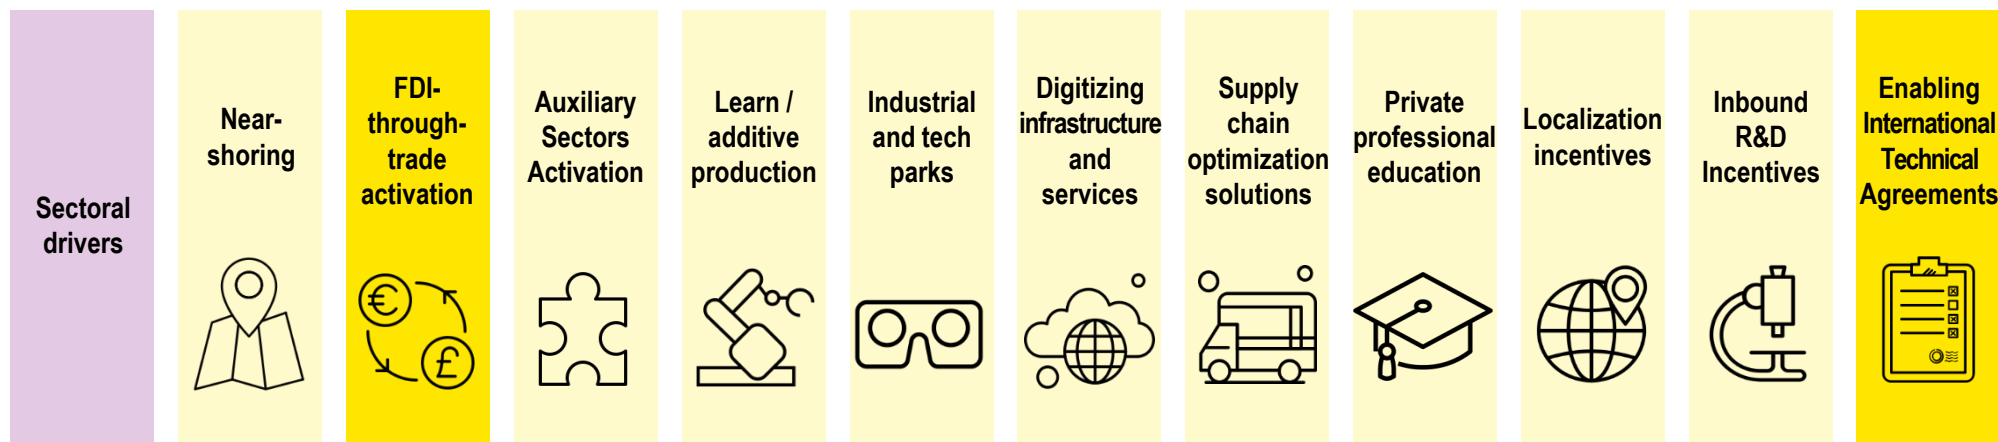 Sectoral
drivers
Near-
shoring
FDI-
through-
trade
activation
Auxiliary
Sectors
Activation
Learn /
additive
production
Industrial
and tech
parks
Digitizing
infrastructure
and
services
Supply
chain
optimization
solutions
Private
professional
education
Localization
incentives
Inbound
R&D
Incentives
Enabling
International
Technical
Agreements
€
£